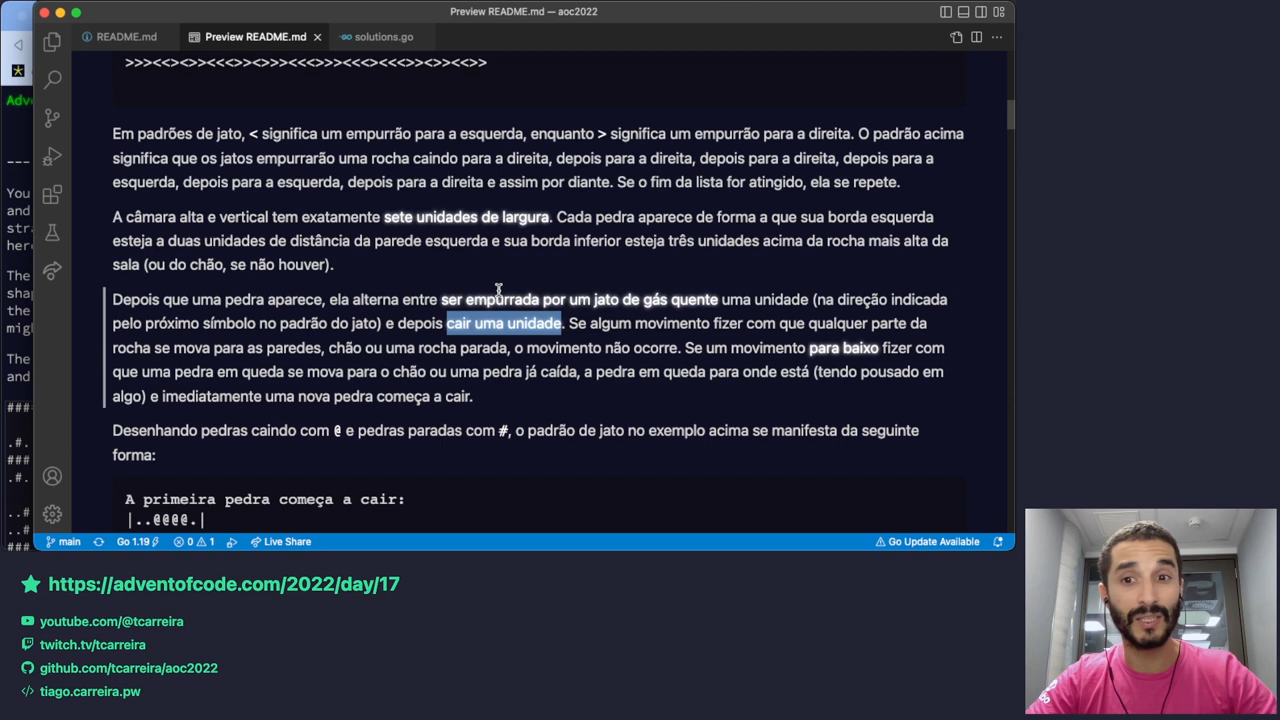 Preview README.md — aoc2022
README.md
Preview README.md
solutions.go
>>><<><>><<<>><>>><<<>>><<<><<<>><>><<>>
Em padrões de jato, < significa um empurrão para a esquerda, enquanto > significa um empurrão para a direita. O padrão acima
significa que os jatos empurrarão uma rocha caindo para a direita, depois para a direita, depois para a direita, depois para a
esquerda, depois para a esquerda, depois para a direita e assim por diante. Se o fim da lista for atingido, ela se repete.
A câmara alta e vertical tem exatamente sete unidades de largura. Cada pedra aparece de forma a que sua borda esquerda
esteja a duas unidades de distância da parede esquerda e sua borda inferior esteja três unidades acima da rocha mais alta da
sala (ou do chão, se não houver).
Depois que uma pedra aparece, ela alterna entre ser empurrada por um jato de gás quente uma unidade (na direção indicada
pelo próximo símbolo no padrão do jato) e depois cair uma unidade. Se algum movimento fizer com que qualquer parte da
rocha se mova para as paredes, chão ou uma rocha parada, o movimento não ocorre. Se um movimento para baixo fizer com
que uma pedra em queda se mova para o chão ou uma pedra já caída, a pedra em queda para onde está (tendo pousado em
algo) e imediatamente uma nova pedra começa a cair.
Desenhando pedras caindo com @ e pedras paradas com #, o padrão de jato no exemplo acima se manifesta da seguinte
forma:
A primeira pedra começa a cair:
|..@@@@.|
main
Go 1.19
0
1
Live Share
Go Update Available
Adv
---
You
and
str
her
The
sha
the
mig
The
and
###
.#.
###
.#.
..#
..#
###
https://adventofcode.com/2022/day/17
youtube.com/@tcarreira
twitch.tv/tcarreira
github.com/tcarreira/aoc2022
tiago.carreira.pw